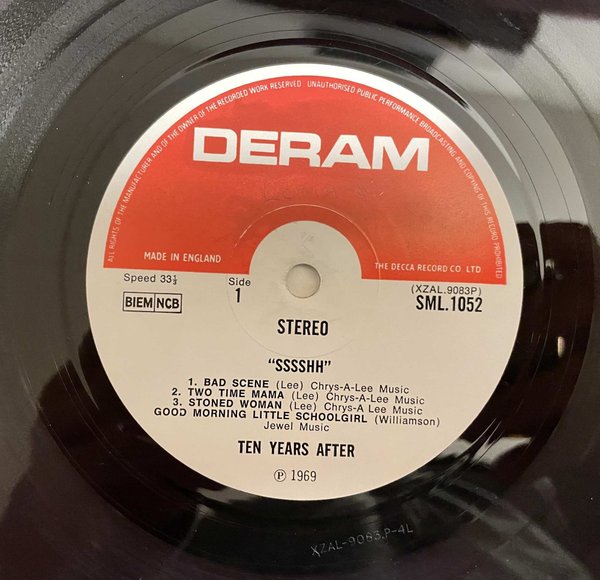 ALL RIGHTS OF THE MANUFACTURER AND OF THE OWNER OF THE RECORDED WORK RESERVED UNAUTHORISED PUBLIC PERFORMANCE BROADCASTING AND COPYING OF THIS RECORD PROHIBITED
DERAM
MADE IN ENGLAND
THE DECCA RECORD CO LTD
Speed 33⅓
Side
1
(XZAL.9083P)
SML.1052
BIEM NCB
STEREO
"SSSSHH"
1. BAD SCENE (Lee) Chrys-A-Lee Music
2. TWO TIME MAMA (Lee) Chrys-A-Lee Music
3. STONED WOMAN (Lee) Chrys-A Lee Music
GOOD MORNING LITTLE SCHOOLGIRL (Williamson)
Jewel Music
TEN YEARS AFTER
℗ 1969
XZAL-9083.P-4L